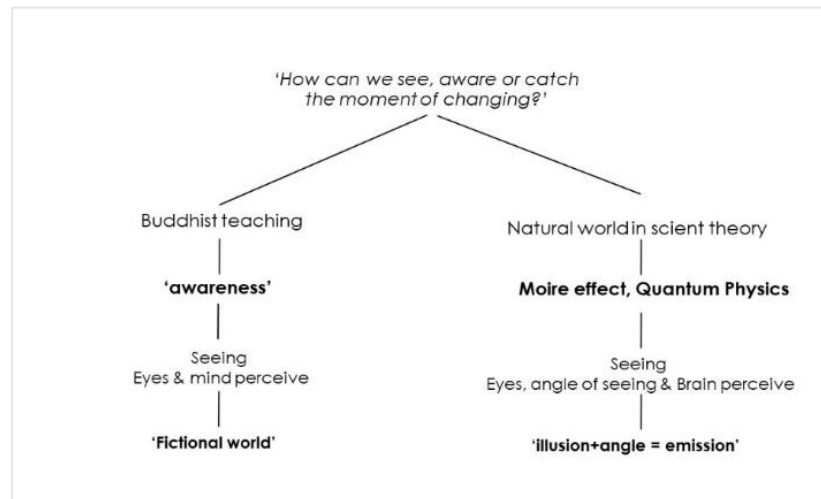 ‘How can we see, aware or catch
the moment of changing?’
Buddhist teaching
‘awareness’
Seeing
Eyes & mind perceive
‘Fictional world’
Natural world in scient theory
Moire effect, Quantum Physics
Seeing
Eyes, angle of seeing & Brain perceive
‘illusion+angle = emission’